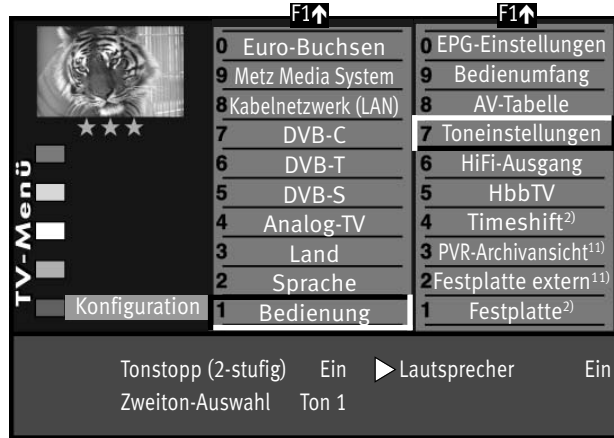 F1↑
F1↑
0 Euro-Buchsen
9 Metz Media System
8 Kabelnetzwerk (LAN)
7 DVB-C
6 DVB-T
5 DVB-S
4 Analog-TV
3 Land
2 Sprache
1 Bedienung
0 EPG-Einstellungen
9 Bedienumfang
8 AV-Tabelle
7 Toneinstellungen
6 HiFi-Ausgang
5 HbbTV
4 Timeshift2)
3 PVR-Archivansicht11)
2 Festplatte extern11)
1 Festplatte2)
TV-Menü
Konfiguration
Tonstopp (2-stufig) Ein ▷ Lautsprecher Ein
Zweiton-Auswahl Ton 1